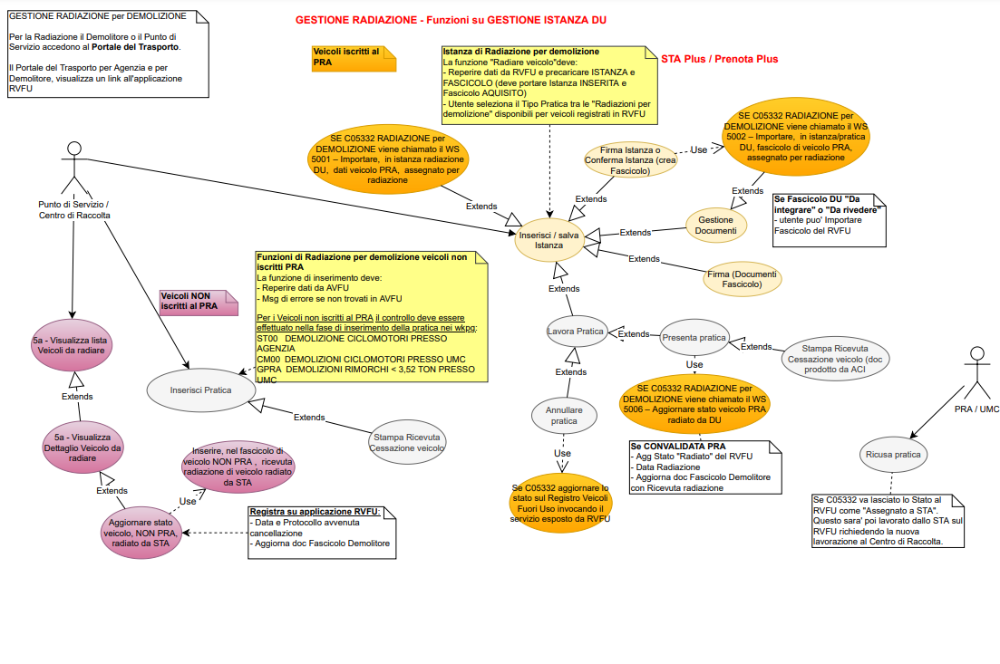 GESTIONE RADIAZIONE per DEMOLIZIONE
Per la Radiazione il Demolitore o il Punto di
Servizio accedono al Portale del Trasporto.
Il Portale del Trasporto per Agenzia e per
Demolitore, visualizza un link all'applicazione
RVFU
GESTIONE RADIAZIONE - Funzioni su GESTIONE ISTANZA DU
Veicoli iscritti al
PRA
Istanza di Radiazione per demolizione
La funzione "Radiare veicolo"deve:
- Reperire dati da RVFU e precaricare ISTANZA e
FASCICOLO (deve portare Istanza INSERITA e
Fascicolo AQUISITO)
- Utente seleziona il Tipo Pratica tra le "Radiazioni per
demolizione" disponibili per veicoli registrati in RVFU
STA Plus / Prenota Plus
SE C05332 RADIAZIONE per
DEMOLIZIONE viene chiamato il WS
5001 – Importare, in istanza radiazione
DU, dati veicolo PRA, assegnato per
radiazione
Firma Istanza o
Conferma Istanza (crea
Fascicolo)
Use
SE C05332 RADIAZIONE per
DEMOLIZIONE viene chiamato il WS
5002 – Importare, in istanza/pratica
DU, fascicolo di veicolo PRA,
assegnato per radiazione
Punto di Servizio /
Centro di Raccolta
Extends
Extends
Extends
Se Fascicolo DU "Da
integrare" o "Da rivedere"
- utente puo' Importare
Fascicolo del RVFU
Inserisci / salva
Istanza
Extends
Gestione
Documenti
Extends
Firma (Documenti
Fascicolo)
Funzioni di Radiazione per demolizione veicoli non
iscritti PRA
La funzione di inserimento deve:
- Reperire dati da AVFU
- Msg di errore se non trovati in AVFU
Per i Veicoli non iscritti al PRA il controllo deve essere
effettuato nella fase di inserimento della pratica nei wkpg:
ST00 DEMOLIZIONE CICLOMOTORI PRESSO
AGENZIA
CM00 DEMOLIZIONI CICLOMOTORI PRESSO UMC
GPRA DEMOLIZIONI RIMORCHI < 3,52 TON PRESSO
UMC
Veicoli NON
iscritti al PRA
Extends
5a - Visualizza lista
Veicoli da radiare
Lavora Pratica
Extends
Presenta pratica
Extends
Stampa Ricevuta
Cessazione veicolo (doc
prodotto da ACI
Inserisci Pratica
Extends
Use
Extends
SE C05332 RADIAZIONE per
DEMOLIZIONE viene chiamato il WS
5006 – Aggiornare stato veicolo PRA
radiato da DU
PRA / UMC
Extends
Annullare
pratica
5a - Visualizza
Dettaglio Veicolo da
radiare
Stampa Ricevuta
Cessazione veicolo
Inserire, nel fascicolo di
veicolo NON PRA , ricevuta
radiazione di veicolo radiato
da STA
Use
Se CONVALIDATA PRA
- Agg Stato "Radiato" del RVFU
- Data Radiazione
- Aggiorna doc Fascicolo Demolitore
con Ricevuta radiazione
Ricusa pratica
Extends
Use
Se C05332 aggiornare lo
stato sul Registro Veicoli
Fuori Uso invocando il
servizio esposto da RVFU
Se C05332 va lasciato lo Stato al
RVFU come "Assegnato a STA".
Questo sara' poi lavorato dallo STA sul
RVFU richiedendo la nuova
lavorazione al Centro di Raccolta.
Aggiornare stato
veicolo, NON PRA,
radiato da STA
Registra su applicazione RVFU:
- Data e Protocollo avvenuta
cancellazione
- Aggiorna doc Fascicolo Demolitore